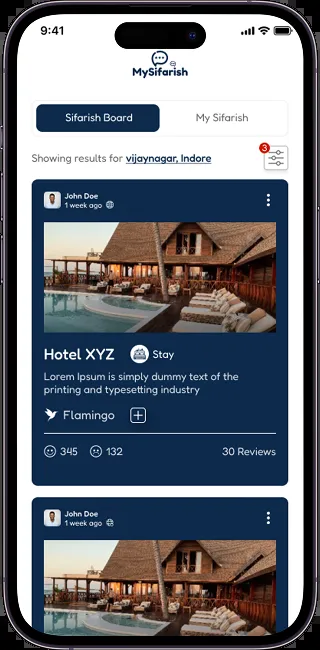 9:41
MySifarish
Sifarish Board
My Sifarish
Showing results for vijaynagar, Indore
3
John Doe
1 week ago
Hotel XYZ
Stay
Lorem Ipsum is simply dummy text of the
printing and typesetting industry
Flamingo
345
132
30 Reviews
John Doe
1 week ago